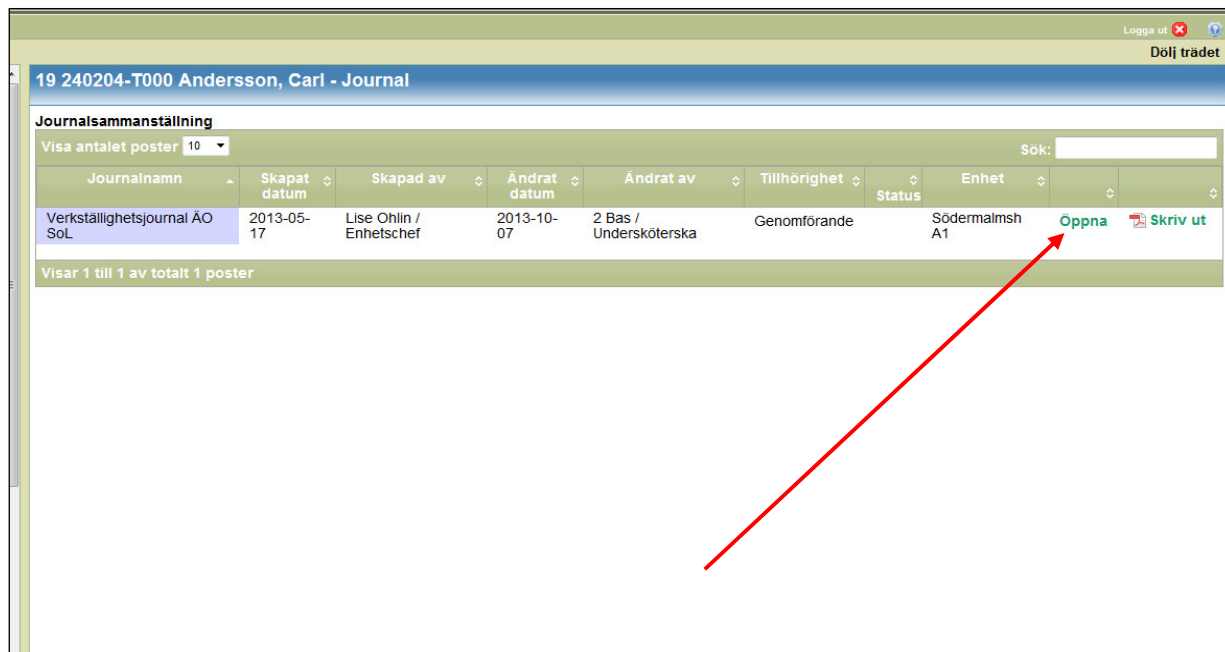 Logga ut
Dölj trädet
19 240204-T000 Andersson, Carl - Journal
Journalsammanställning
Visa antalet poster 10 Sök:
Journalnamn Skapat datum Skapad av Ändrat datum Ändrat av Tillhörighet Status Enhet
Verkställighetsjournal ÄO 2013-05- Lise Ohlin / 2013-10- 2 Bas / Genomförande Södermalmsh Öppna Skriv ut
SoL 17 Enhetschef 07 Undersköterska A1
Visar 1 till 1 av totalt 1 poster